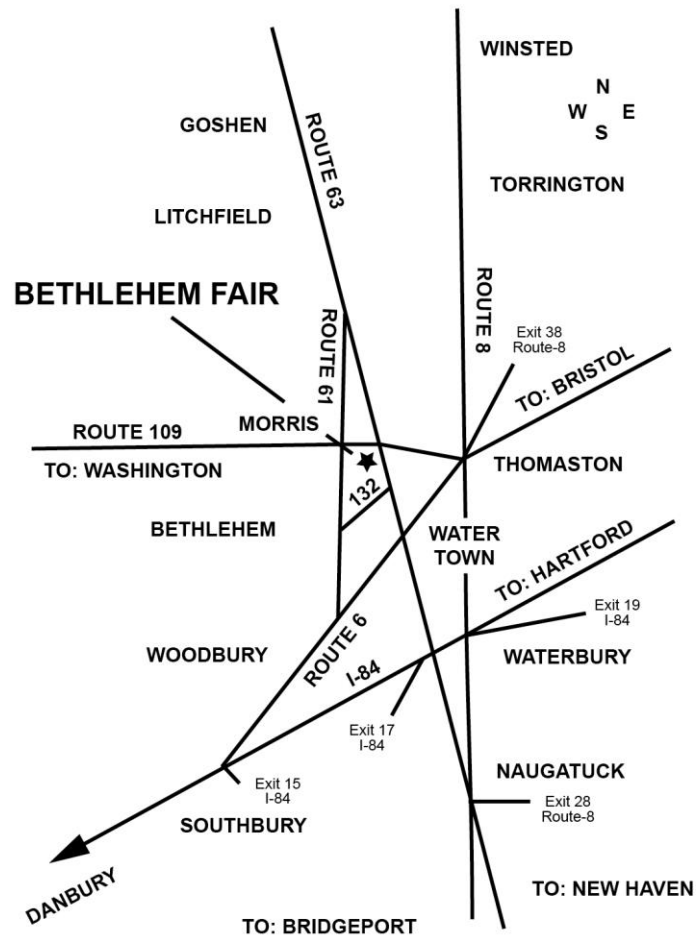 WINSTED
N
W E
S
GOSHEN
ROUTE 63
TORRINGTON
LITCHFIELD
BETHLEHEM FAIR
ROUTE 61
ROUTE 8
Exit 38
Route-8
TO: BRISTOL
MORRIS
ROUTE 109
TO: WASHINGTON
THOMASTON
132
BETHLEHEM
WATER
TOWN
TO: HARTFORD
Exit 19
I-84
WOODBURY
ROUTE 6
I-84
WATERBURY
Exit 17
I-84
Exit 15
I-84
NAUGATUCK
Exit 28
Route-8
SOUTHBURY
DANBURY
TO: NEW HAVEN
TO: BRIDGEPORT